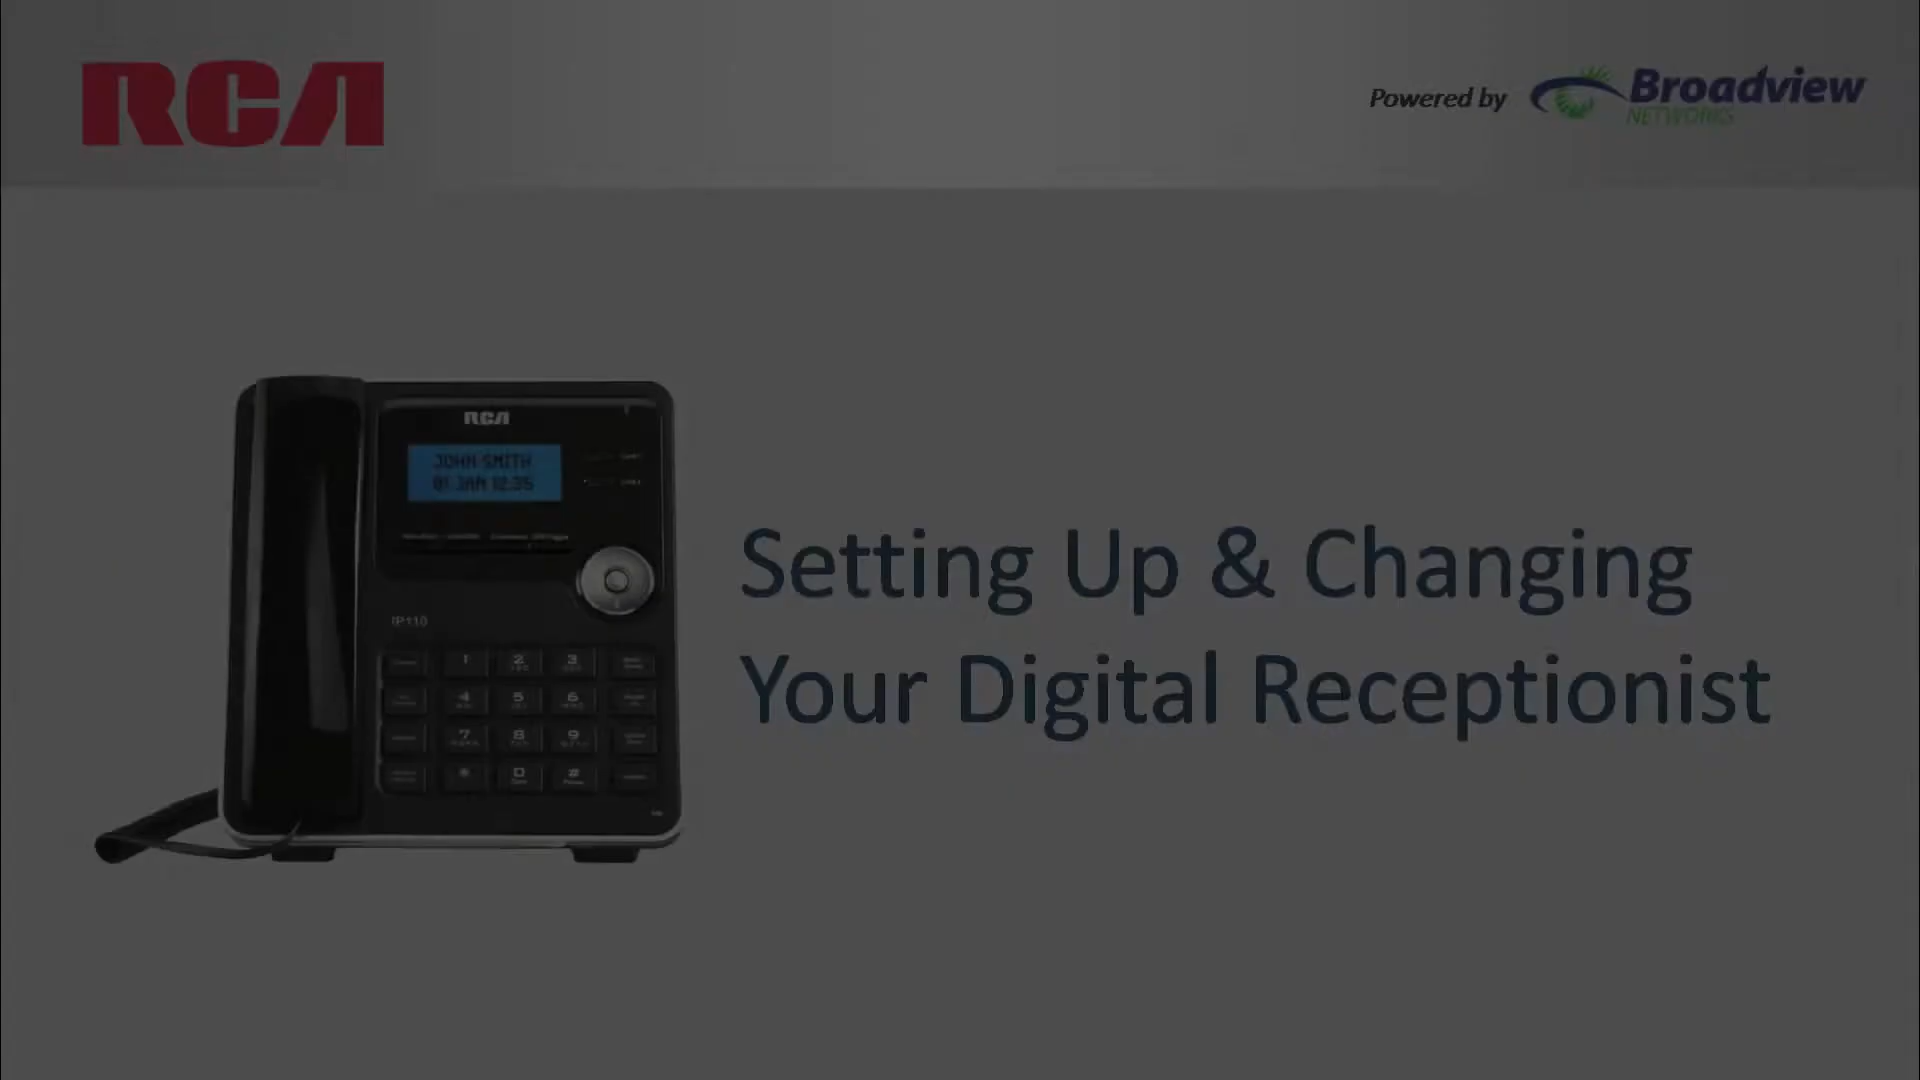 RCA
Powered by Broadview
NETWORKS
RCA
JOHN SMITH
01 JAN 12:35
IP110
1 2 3
4 5 6
7 8 9
* 0 #
Setting Up & Changing
Your Digital Receptionist